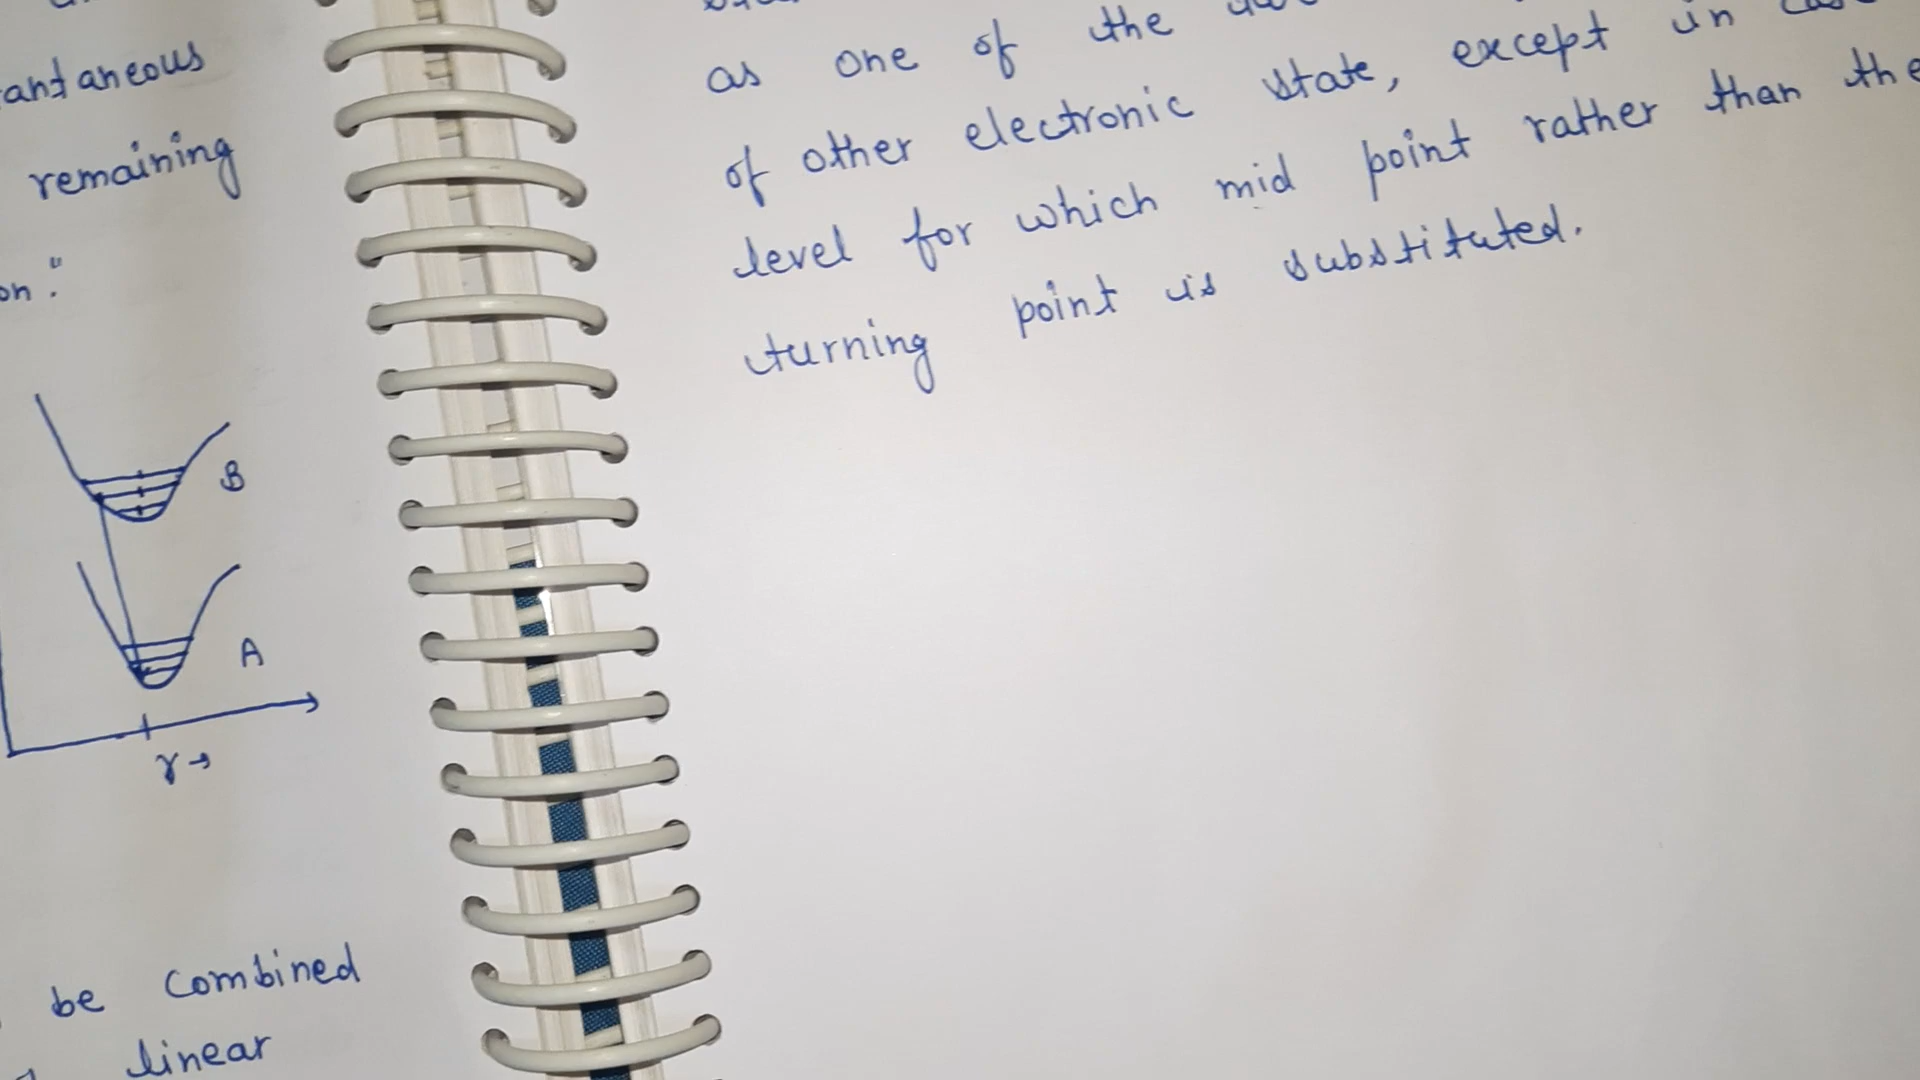 antaneous
remaining
on."
B
A
r→
be combined
linear
as one of the
of other electronic state, except in
level for which mid point rather than the
turning point is substituted.